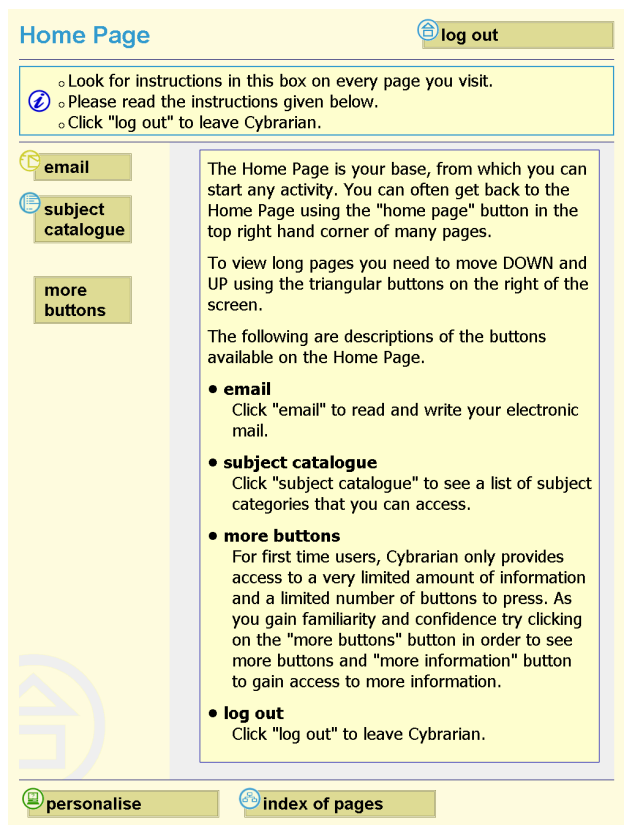 Home Page
log out
Look for instructions in this box on every page you visit.
Please read the instructions given below.
Click "log out" to leave Cybrarian.
email
subject
catalogue
more
buttons
The Home Page is your base, from which you can
start any activity. You can often get back to the
Home Page using the "home page" button in the
top right hand corner of many pages.
To view long pages you need to move DOWN and
UP using the triangular buttons on the right of the
screen.
The following are descriptions of the buttons
available on the Home Page.
• email
Click "email" to read and write your electronic
mail.
• subject catalogue
Click "subject catalogue" to see a list of subject
categories that you can access.
• more buttons
For first time users, Cybrarian only provides
access to a very limited amount of information
and a limited number of buttons to press. As
you gain familiarity and confidence try clicking
on the "more buttons" button in order to see
more buttons and "more information" button
to gain access to more information.
• log out
Click "log out" to leave Cybrarian.
personalise
index of pages